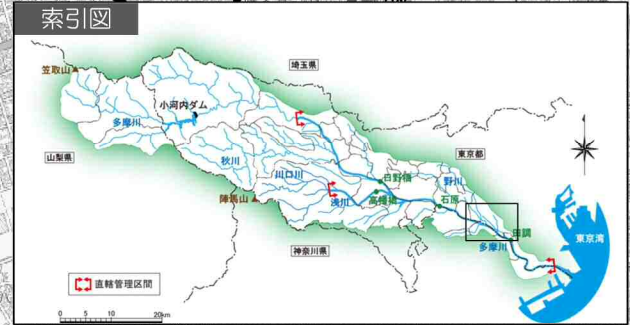 索引図
笠取山
埼玉県
小河内ダム
多摩川
山梨県
秋川
東京都
日野橋
川口川
野川
浅川
高幡橋
石原
陣馬山
田調
多摩川
東京湾
神奈川県
直轄管理区間
0 5 10 20km